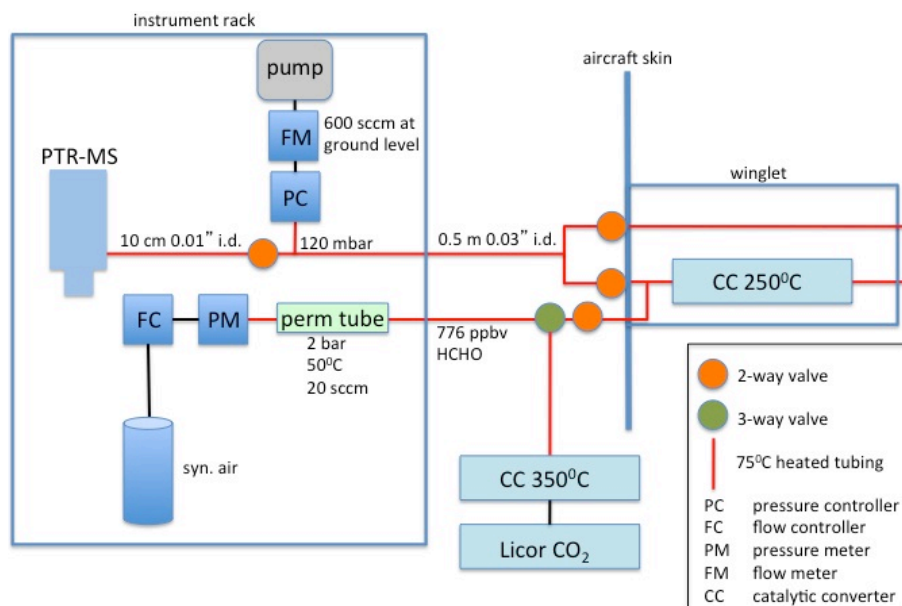 instrument rack
pump
aircraft skin
FM
600 sccm at
ground level
PTR-MS
PC
winglet
10 cm 0.01” i.d.
120 mbar
0.5 m 0.03” i.d.
CC 250⁰C
FC
PM
perm tube
776 ppbv
HCHO
2 bar
50⁰C
20 sccm
2-way valve
3-way valve
syn. air
CC 350⁰C
75⁰C heated tubing
Licor CO₂
PC pressure controller
FC flow controller
PM pressure meter
FM flow meter
CC catalytic converter